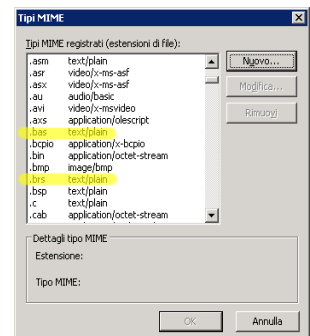 Tipi MIME
Tipi MIME registrati (estensioni di file):
.asm text/plain
.asr video/x-ms-asf
.asx video/x-ms-asf
.au audio/basic
.avi video/x-msvideo
.axs application/olescript
.bas text/plain
.bcpio application/x-bcpio
.bin application/octet-stream
.bmp image/bmp
.brs text/plain
.bsp text/plain
.c text/plain
.cab application/octet-stream
Nuovo...
Modifica...
Rimuovi
Dettagli tipo MIME
Estensione:
Tipo MIME:
OK
Annulla